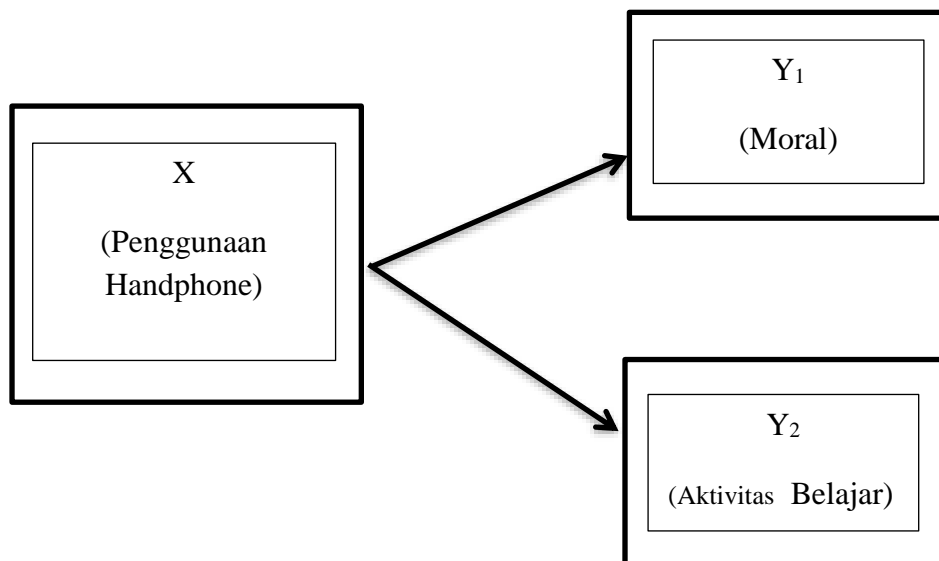 X
(Penggunaan
Handphone)
Y₁
(Moral)
Y₂
(Aktivitas Belajar)